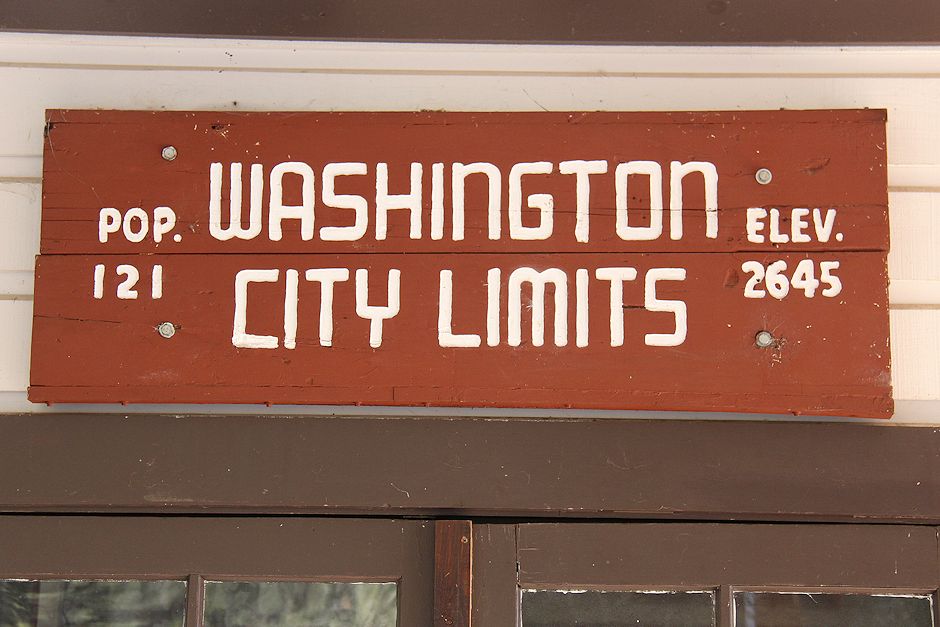 WASHINGTON
CITY LIMITS
POP.
121
ELEV.
2645